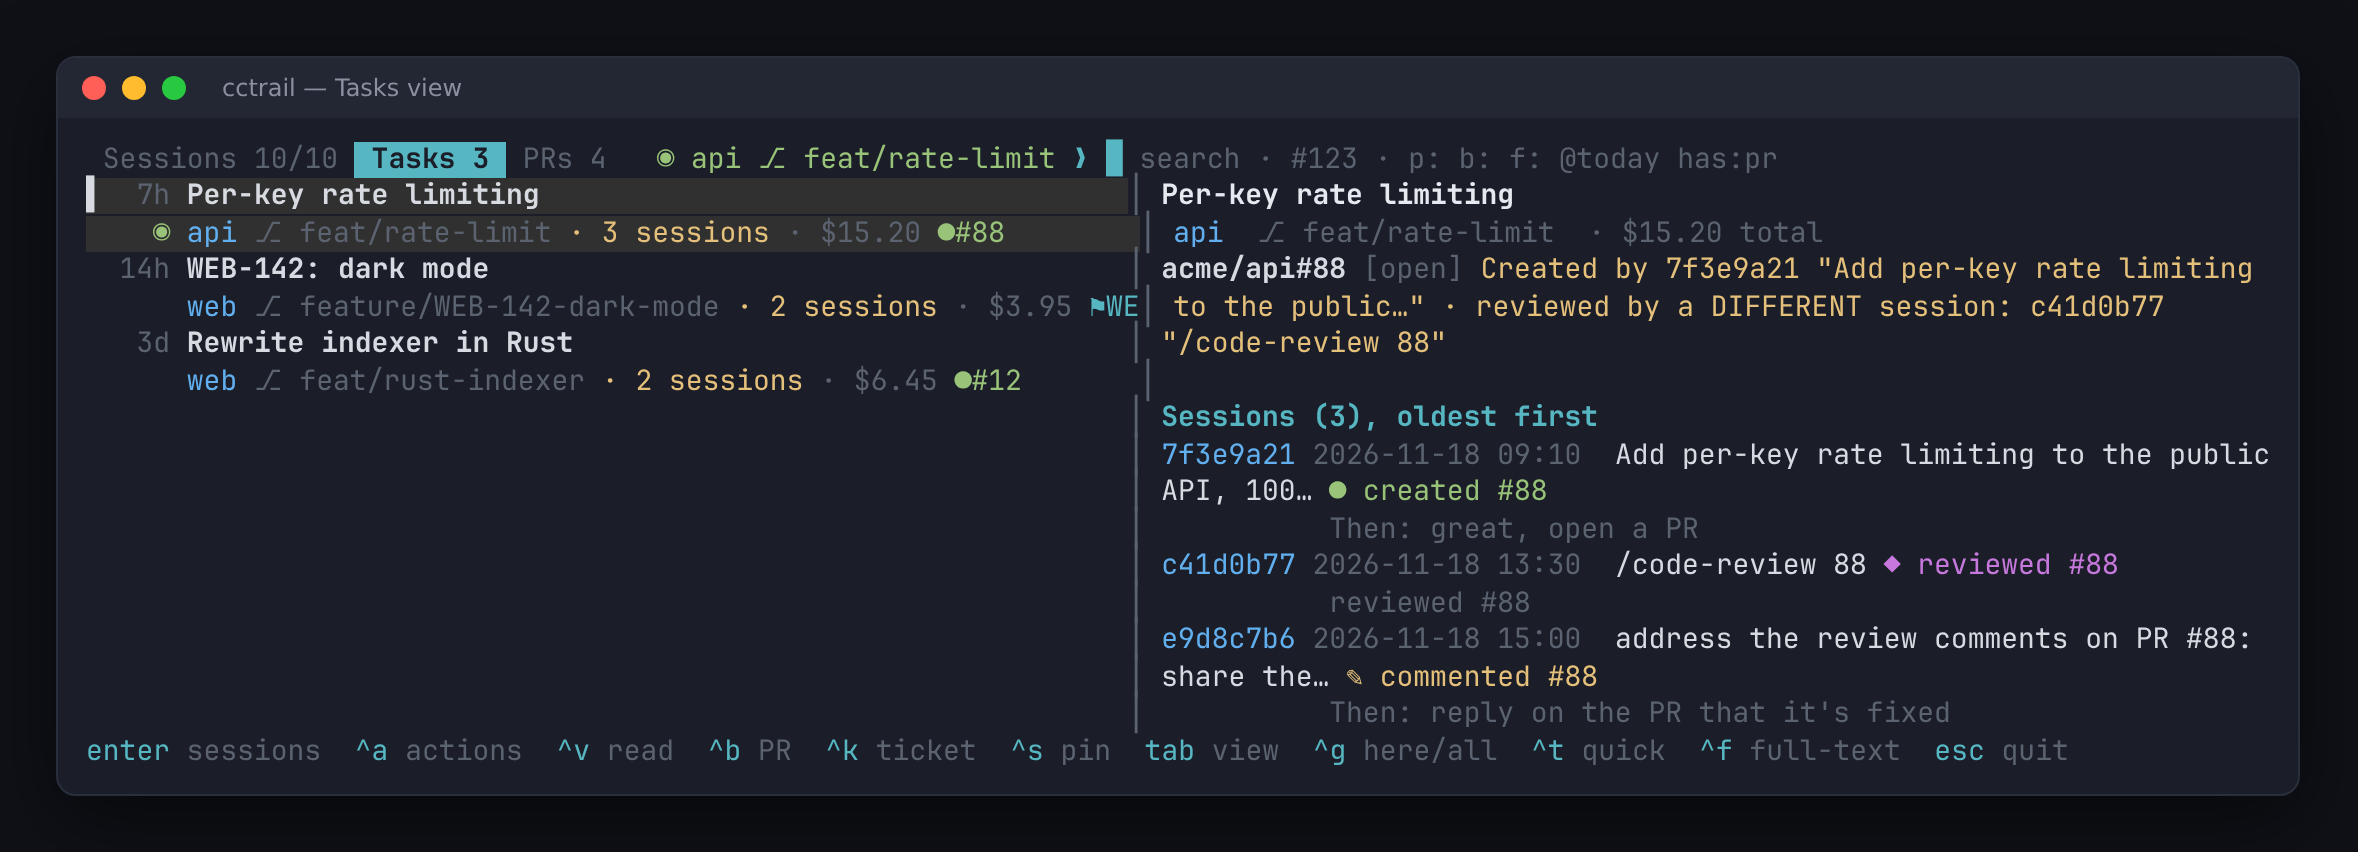 cctrail — Tasks view
Sessions 10/10 Tasks 3 PRs 4 ◉ api ⎇ feat/rate-limit ❯ search · #123 · p: b: f: @today has:pr
7h Per-key rate limiting
◉ api ⎇ feat/rate-limit · 3 sessions · $15.20 ●#88
14h WEB-142: dark mode
web ⎇ feature/WEB-142-dark-mode · 2 sessions · $3.95 ⚑WE
3d Rewrite indexer in Rust
web ⎇ feat/rust-indexer · 2 sessions · $6.45 ●#12
Per-key rate limiting
api ⎇ feat/rate-limit · $15.20 total
acme/api#88 [open] Created by 7f3e9a21 "Add per-key rate limiting
to the public…" · reviewed by a DIFFERENT session: c41d0b77
"/code-review 88"
Sessions (3), oldest first
7f3e9a21 2026-11-18 09:10 Add per-key rate limiting to the public
API, 100… ● created #88
Then: great, open a PR
c41d0b77 2026-11-18 13:30 /code-review 88 ◆ reviewed #88
reviewed #88
e9d8c7b6 2026-11-18 15:00 address the review comments on PR #88:
share the… ✎ commented #88
Then: reply on the PR that it's fixed
enter sessions ^a actions ^v read ^b PR ^k ticket ^s pin tab view ^g here/all ^t quick ^f full-text esc quit